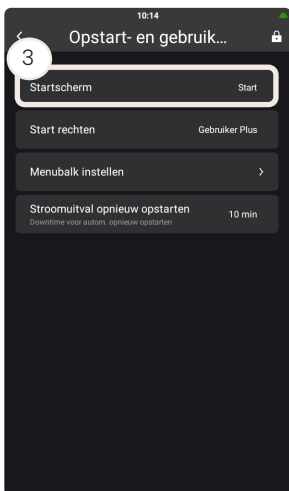 10:14
Opstart- en gebruik...
3
Startscherm Start
Start rechten Gebruiker Plus
Menubalk instellen >
Stroomuitval opnieuw opstarten 10 min
Downtime voor autom. opnieuw opstarten